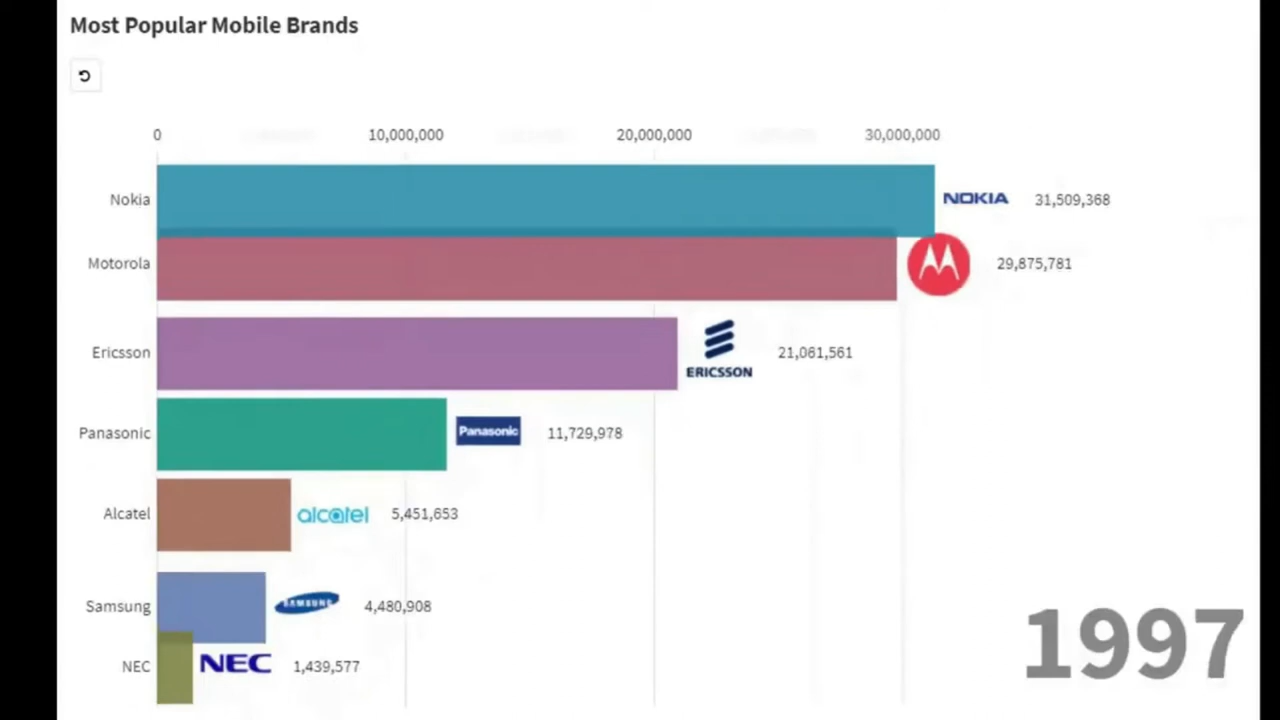 Most Popular Mobile Brands
0 10,000,000 20,000,000 30,000,000
Nokia NOKIA 31,509,368
Motorola 29,875,781
Ericsson ERICSSON 21,081,561
Panasonic Panasonic 11,729,978
Alcatel alcatel 5,451,653
Samsung SAMSUNG 4,480,908
NEC NEC 1,439,577
1997